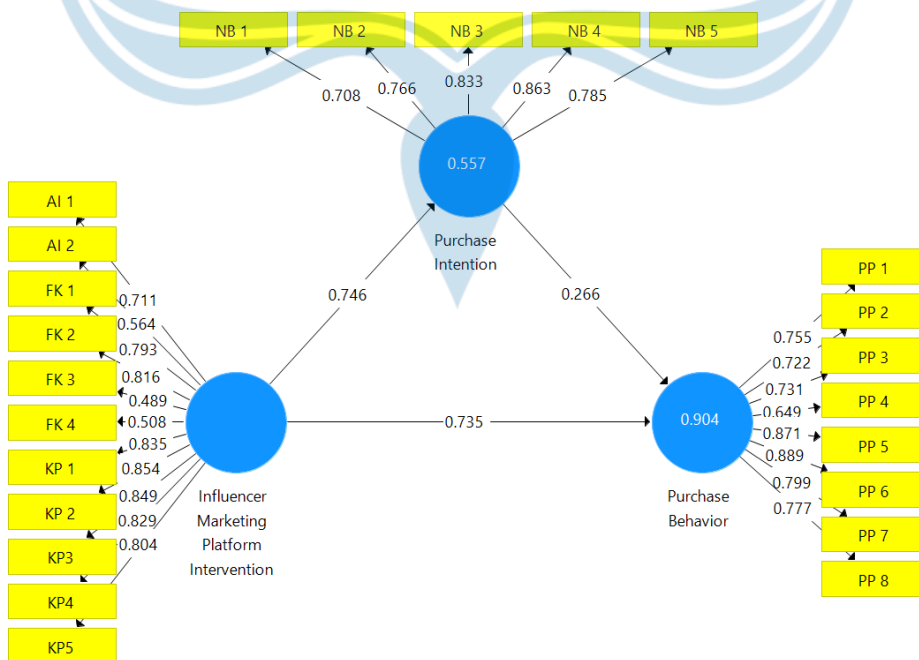 NB 1
NB 2
NB 3
NB 4
NB 5
0.708
0.766
0.833
0.863
0.785
0.557
Purchase
Intention
AI 1
AI 2
FK 1
FK 2
FK 3
FK 4
KP 1
KP 2
KP3
KP4
KP5
0.711
0.564
0.793
0.816
0.489
0.508
0.835
0.854
0.849
0.829
0.804
Influencer
Marketing
Platform
Intervention
0.746
0.266
0.735
0.904
Purchase
Behavior
0.755
0.722
0.731
0.649
0.871
0.889
0.799
0.777
PP 1
PP 2
PP 3
PP 4
PP 5
PP 6
PP 7
PP 8